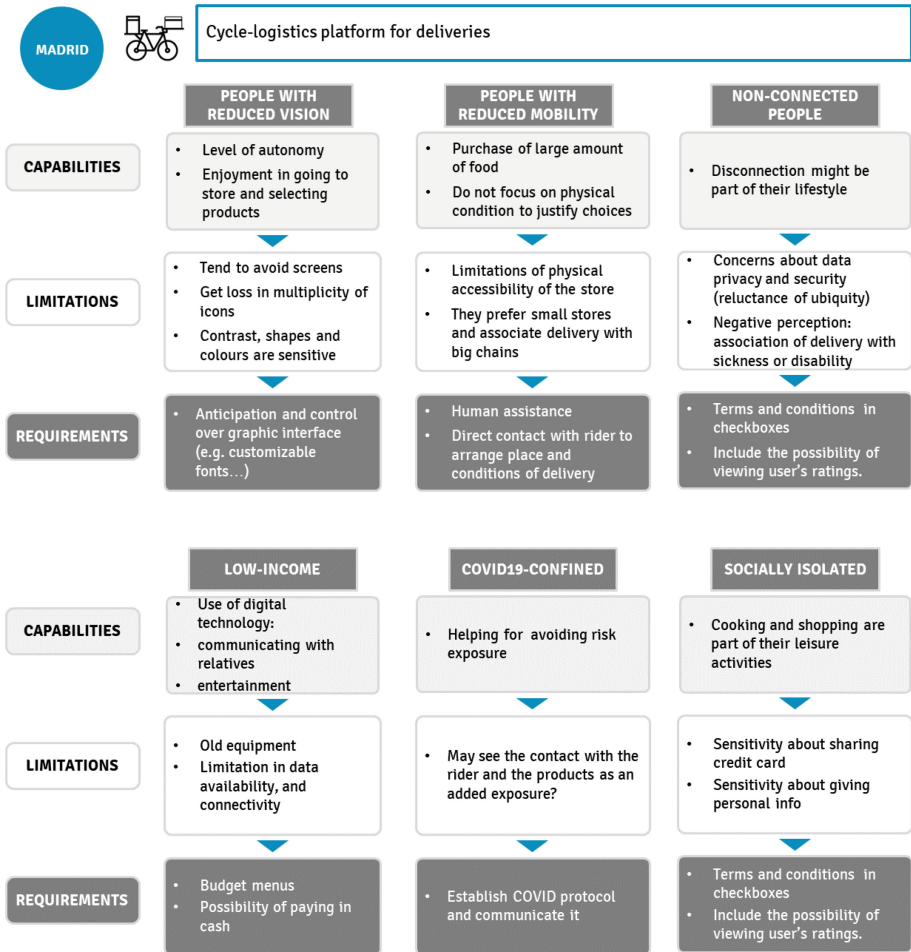 MADRID
Cycle-logistics platform for deliveries
PEOPLE WITH
REDUCED VISION
PEOPLE WITH
REDUCED MOBILITY
NON-CONNECTED
PEOPLE
CAPABILITIES
• Level of autonomy
• Enjoyment in going to
store and selecting
products
• Purchase of large amount
of food
• Do not focus on physical
condition to justify choices
• Disconnection might be
part of their lifestyle
LIMITATIONS
• Tend to avoid screens
• Get loss in multiplicity of
icons
• Contrast, shapes and
colours are sensitive
• Limitations of physical
accessibility of the store
• They prefer small stores
and associate delivery with
big chains
• Concerns about data
privacy and security
(reluctance of ubiquity)
• Negative perception:
association of delivery with
sickness or disability
REQUIREMENTS
• Anticipation and control
over graphic interface
(e.g. customizable
fonts...)
• Human assistance
• Direct contact with rider to
arrange place and
conditions of delivery
• Terms and conditions in
checkboxes
• Include the possibility of
viewing user's ratings.
LOW-INCOME
COVID19-CONFINED
SOCIALLY ISOLATED
CAPABILITIES
• Use of digital
technology:
• communicating with
relatives
• entertainment
• Helping for avoiding risk
exposure
• Cooking and shopping are
part of their leisure
activities
LIMITATIONS
• Old equipment
• Limitation in data
availability, and
connectivity
• May see the contact with the
rider and the products as an
added exposure?
• Sensitivity about sharing
credit card
• Sensitivity about giving
personal info
REQUIREMENTS
• Budget menus
• Possibility of paying in
cash
• Establish COVID protocol
and communicate it
• Terms and conditions in
checkboxes
• Include the possibility of
viewing user's ratings.